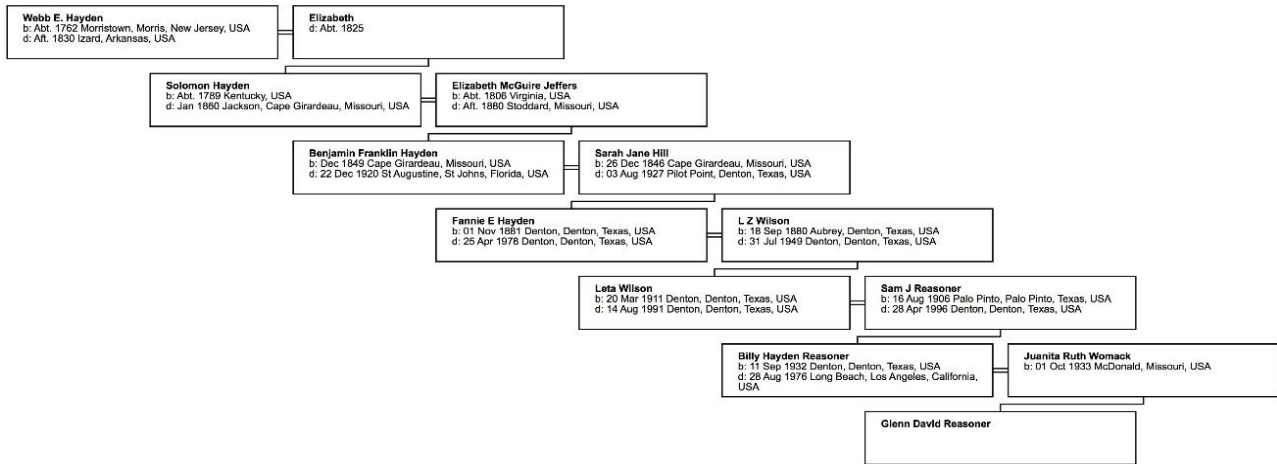 Webb E. Hayden
b: Abt. 1762 Morristown, Morris, New Jersey, USA
d: Aft. 1830 Izard, Arkansas, USA
Elizabeth
d: Abt. 1825
Solomon Hayden
b: Abt. 1789 Kentucky, USA
d: Jan 1860 Jackson, Cape Girardeau, Missouri, USA
Elizabeth McGuire Jeffers
b: Abt. 1806 Virginia, USA
d: Aft. 1880 Stoddard, Missouri, USA
Benjamin Franklin Hayden
b: Dec 1849 Cape Girardeau, Missouri, USA
d: 22 Dec 1920 St Augustine, St Johns, Florida, USA
Sarah Jane Hill
b: 26 Dec 1846 Cape Girardeau, Missouri, USA
d: 03 Aug 1927 Pilot Point, Denton, Texas, USA
Fannie E Hayden
b: 01 Nov 1881 Denton, Denton, Texas, USA
d: 25 Apr 1978 Denton, Denton, Texas, USA
L Z Wilson
b: 18 Sep 1880 Aubrey, Denton, Texas, USA
d: 31 Jul 1949 Denton, Denton, Texas, USA
Leta Wilson
b: 20 Mar 1911 Denton, Denton, Texas, USA
d: 14 Aug 1991 Denton, Denton, Texas, USA
Sam J Reasoner
b: 16 Aug 1906 Palo Pinto, Palo Pinto, Texas, USA
d: 28 Apr 1996 Denton, Denton, Texas, USA
Billy Hayden Reasoner
b: 11 Sep 1932 Denton, Denton, Texas, USA
d: 28 Aug 1976 Long Beach, Los Angeles, California,
USA
Juanita Ruth Womack
b: 01 Oct 1933 McDonald, Missouri, USA
Glenn David Reasoner